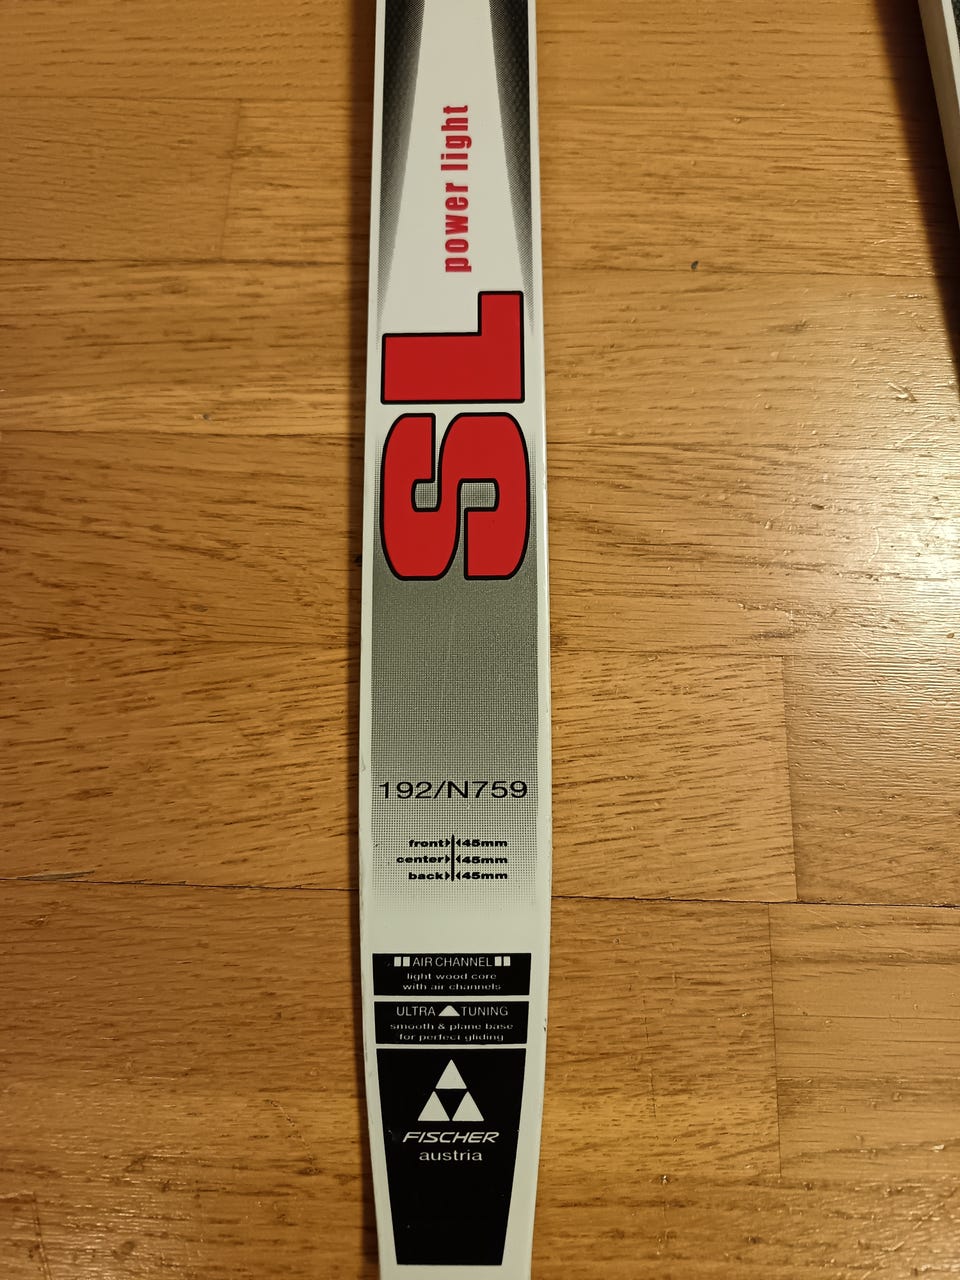 power light
SL
192/N759
front 45mm
center 45mm
back 45mm
AIR CHANNEL
light wood core
with air channels
ULTRA TUNING
smooth & plane base
for perfect gliding
FISCHER
austria